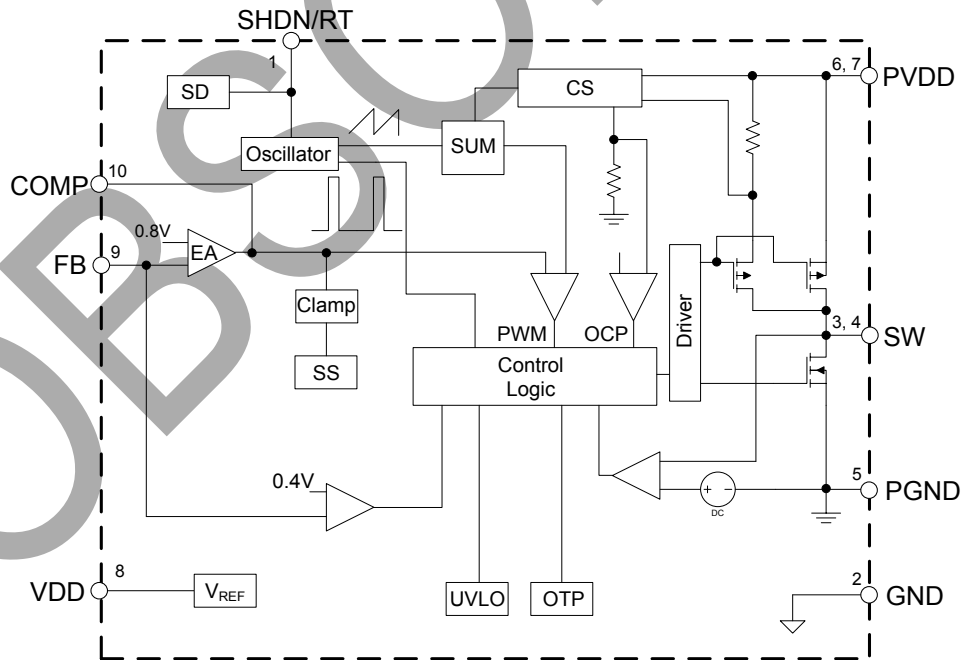 SHDN/RT
1
6, 7
PVDD
SD
CS
Oscillator
SUM
COMP
10
0.8V
EA
FB
9
Clamp
Driver
PWM
OCP
3, 4
SW
SS
Control
Logic
0.4V
+ -
DC
5
PGND
VDD
8
VREF
UVLO
OTP
2
GND